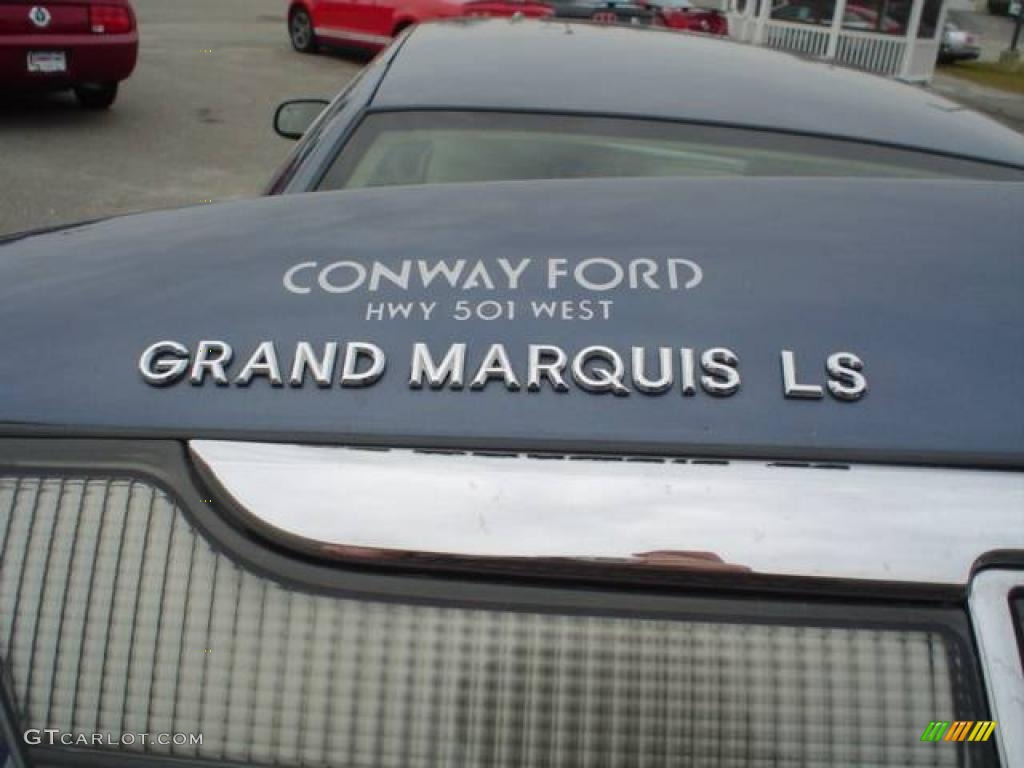 CONWAY FORD
HWY 501 WEST
GRAND MARQUIS LS
GTCARLOT.COM